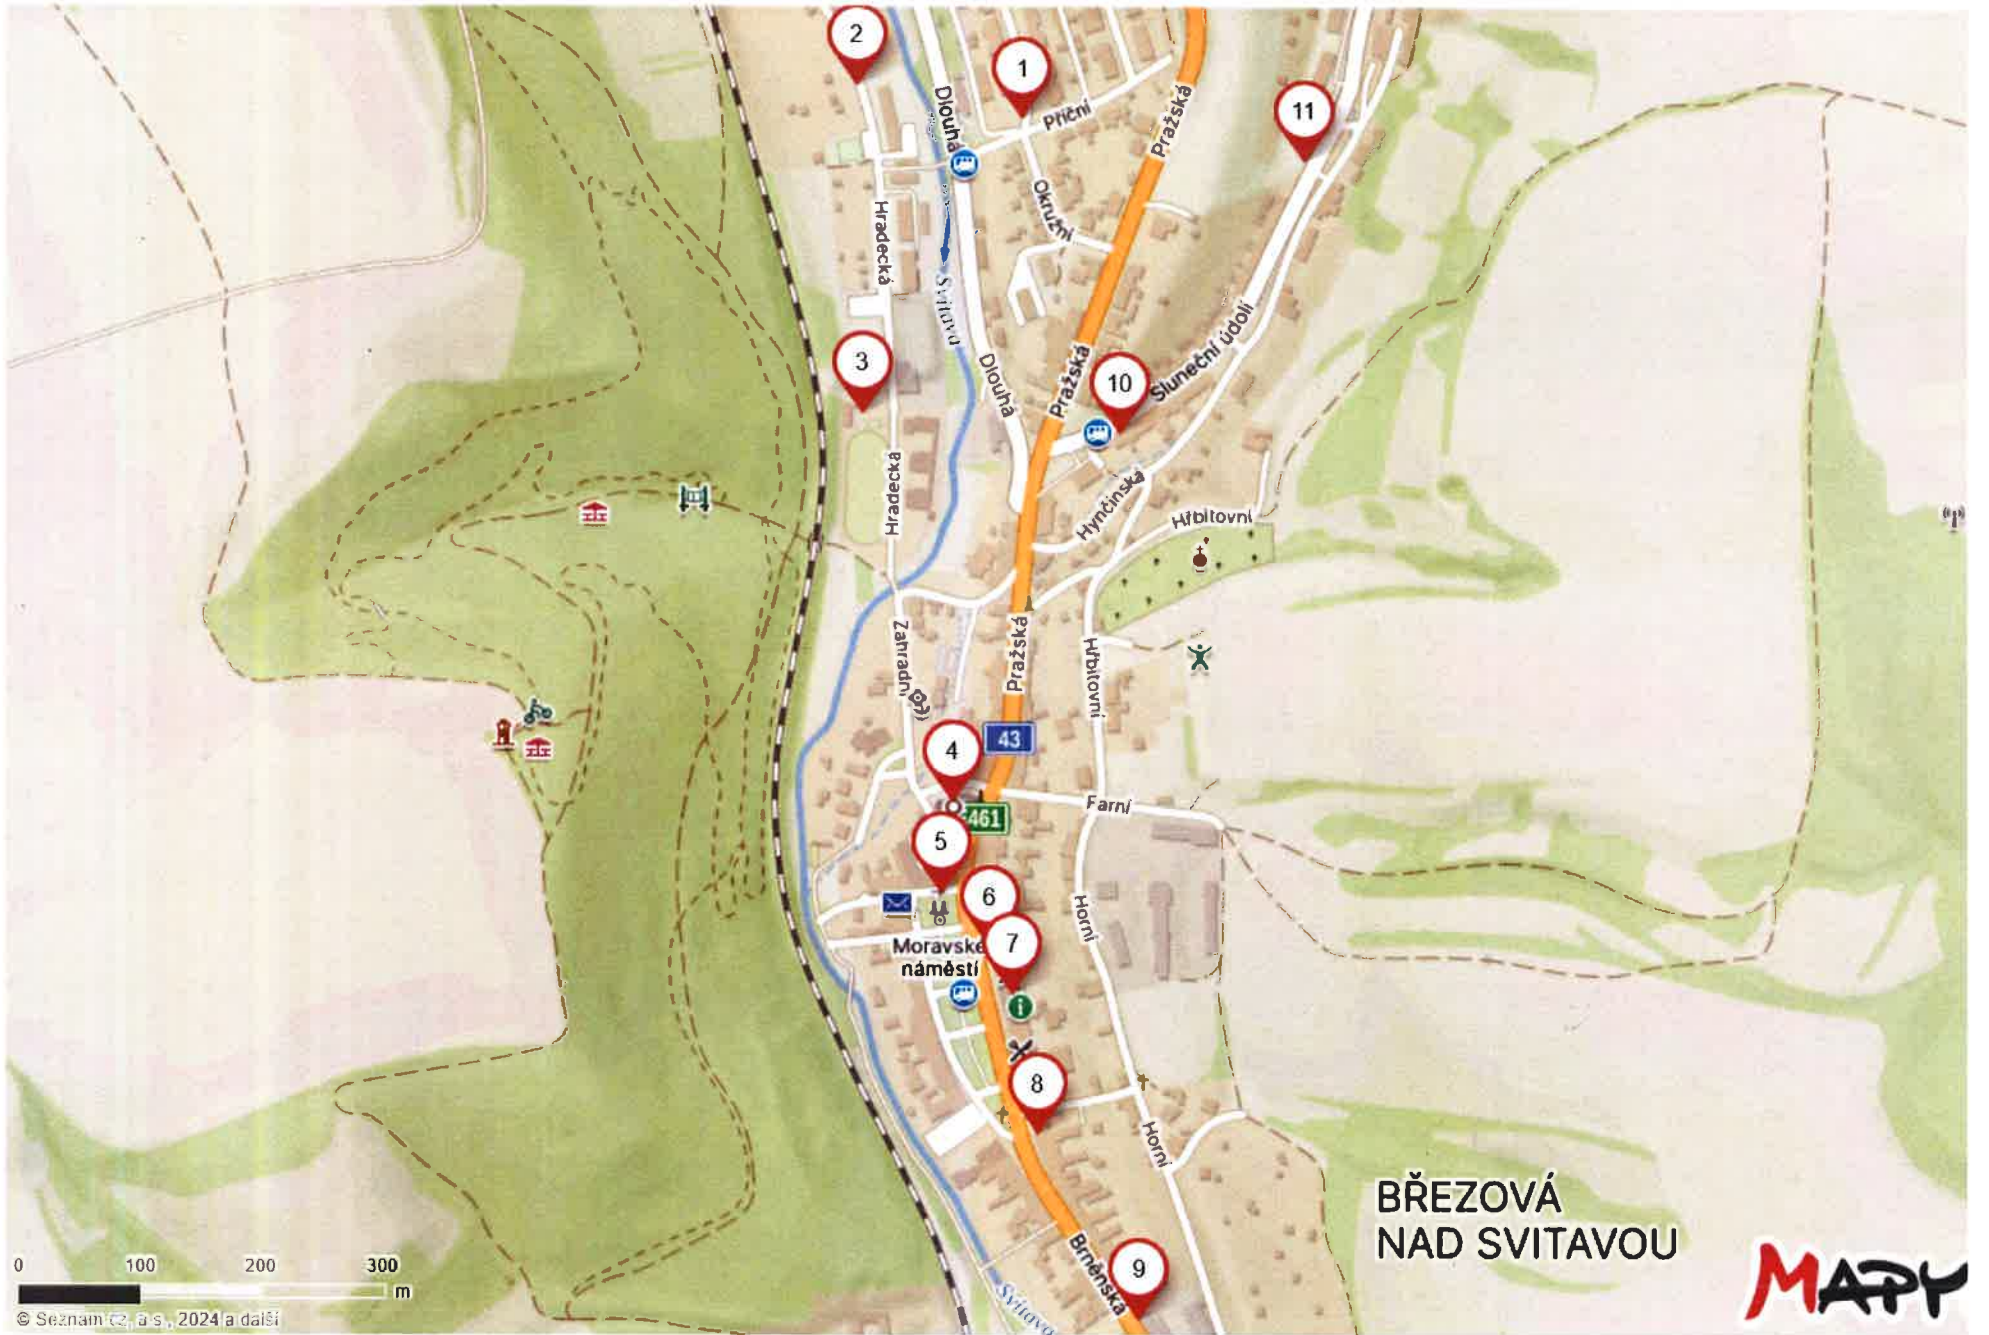 2
1
11
Dlouhá
Příční
Pražská
Okružní
Hradecká
Svitava
3
Dlouhá
Pražská
10
Sluneční údolí
Hradecká
Hynčinská
Hřbitovní
Zahradní
Pražská
Hřbitovní
4
43
Farní
461
5
6
Horní
7
Moravské
náměstí
8
Horní
BŘEZOVÁ
NAD SVITAVOU
Brněnská
9
Svitava
0 100 200 300
m
© Seznam.cz, a.s., 2024 a další
MAPY